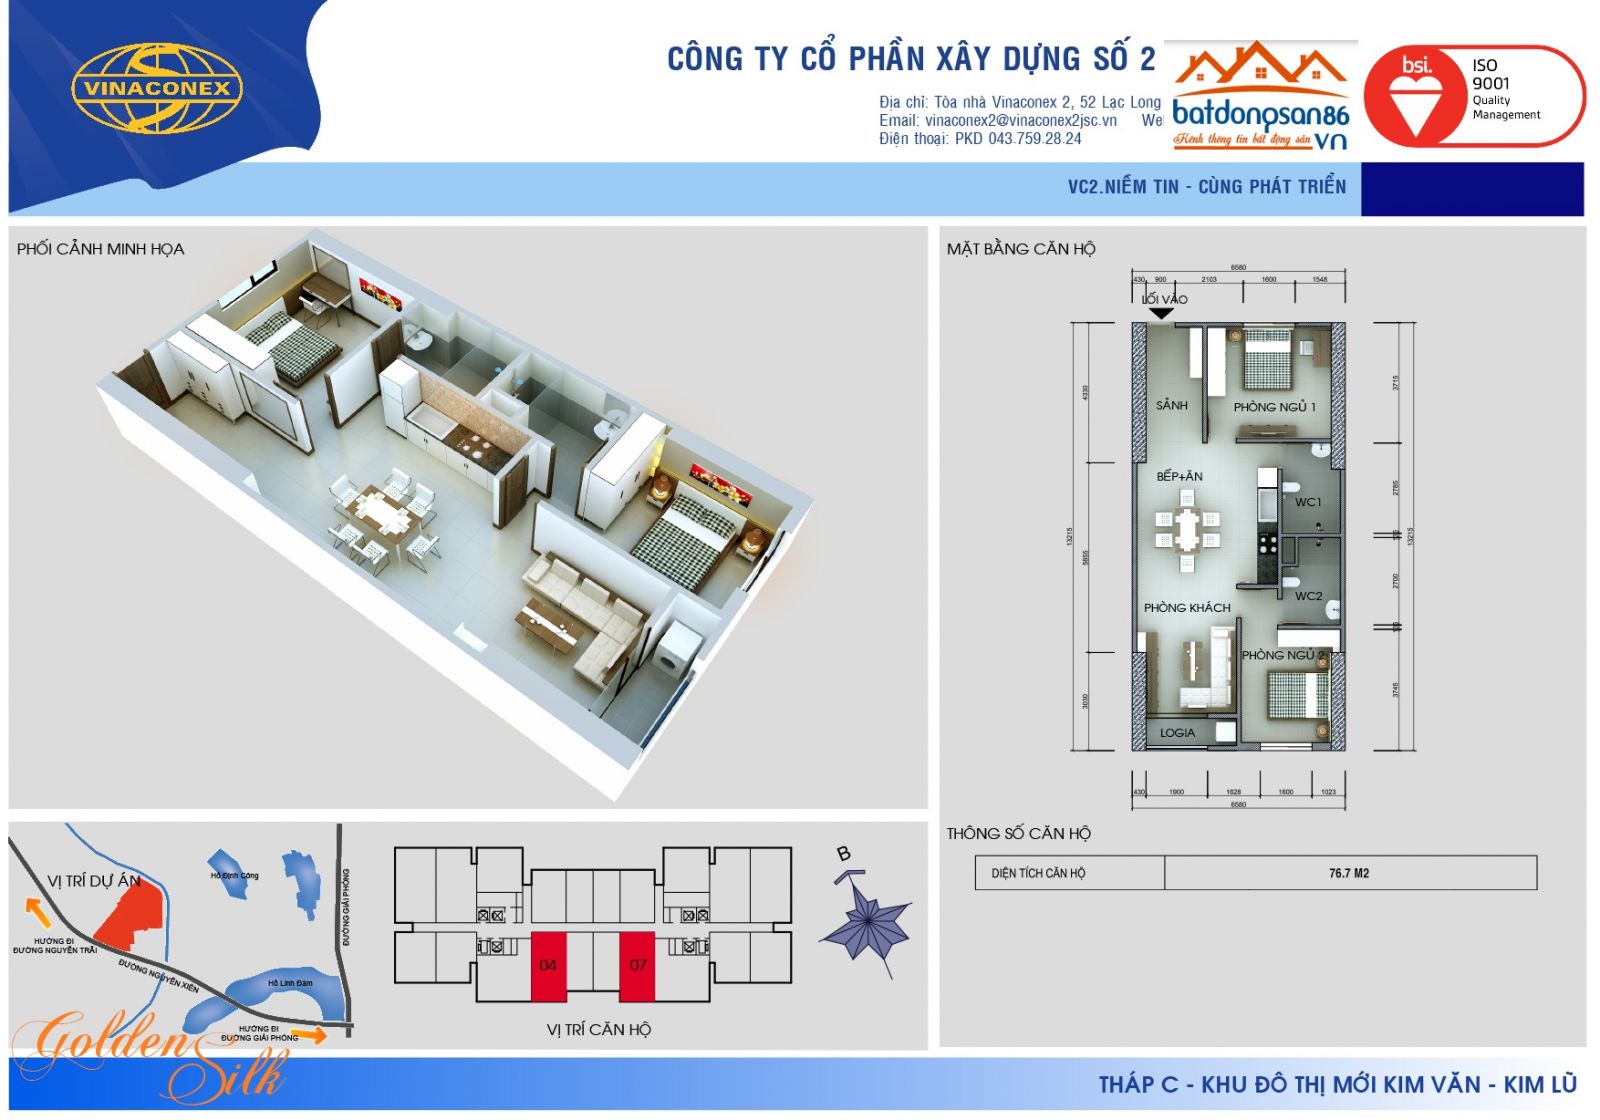 VINACONEX
CÔNG TY CỔ PHẦN XÂY DỰNG SỐ 2
Địa chỉ: Tòa nhà Vinaconex 2, 52 Lạc Long
Email: vinaconex2@vinaconex2jsc.vn We
Điện thoại: PKD 043.759.28.24
batdongsan86
Kênh thông tin bất động sản VN
bsi.
ISO
9001
Quality
Management
VC2.NIỀM TIN - CÙNG PHÁT TRIỂN
PHỐI CẢNH MINH HỌA
MẶT BẰNG CĂN HỘ
6580
430 900 2103 1600 1548
LỐI VÀO
4330
3715
SẢNH
PHÒNG NGỦ 1
BẾP+ĂN
WC1
2785
13215
5855
13215
2700
WC2
PHÒNG KHÁCH
PHÒNG NGỦ 2
3030
3745
LOGIA
430 1900 1628 1600 1023
6580
THÔNG SỐ CĂN HỘ
DIỆN TÍCH CĂN HỘ 76.7 M2
VỊ TRÍ DỰ ÁN
Hồ Định Công
ĐƯỜNG GIẢI PHÓNG
HƯỚNG ĐI
ĐƯỜNG NGUYỄN TRÃI
ĐƯỜNG NGUYỄN XIỂN
Hồ Linh Đàm
HƯỚNG ĐI
ĐƯỜNG GIẢI PHÓNG
04
07
VỊ TRÍ CĂN HỘ
B
Golden
Silk
THÁP C - KHU ĐÔ THỊ MỚI KIM VĂN - KIM LŨ